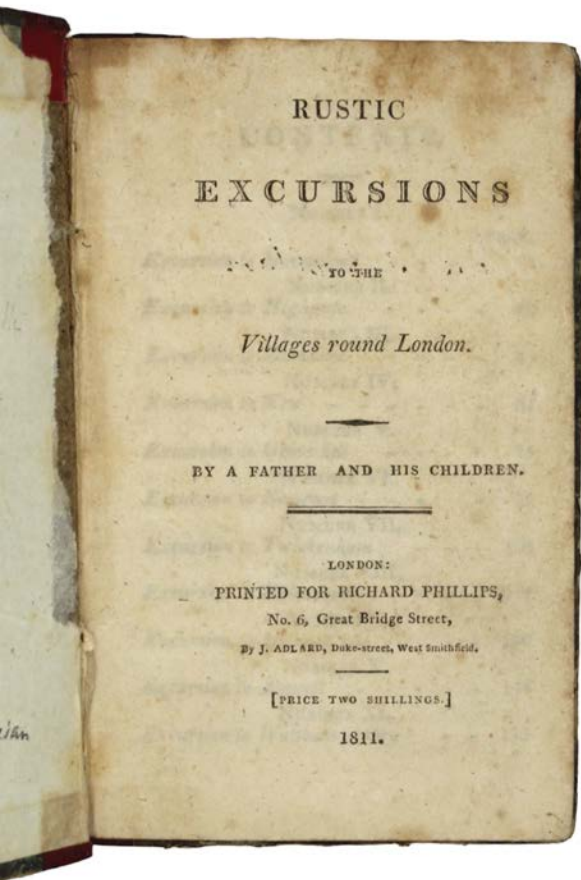 RUSTIC
EXCURSIONS
TO THE
Villages round London.
BY A FATHER AND HIS CHILDREN.
LONDON:
PRINTED FOR RICHARD PHILLIPS,
No. 6, Great Bridge Street,
By J. ADLARD, Duke-street, West Smithfield.
[PRICE TWO SHILLINGS.]
1811.